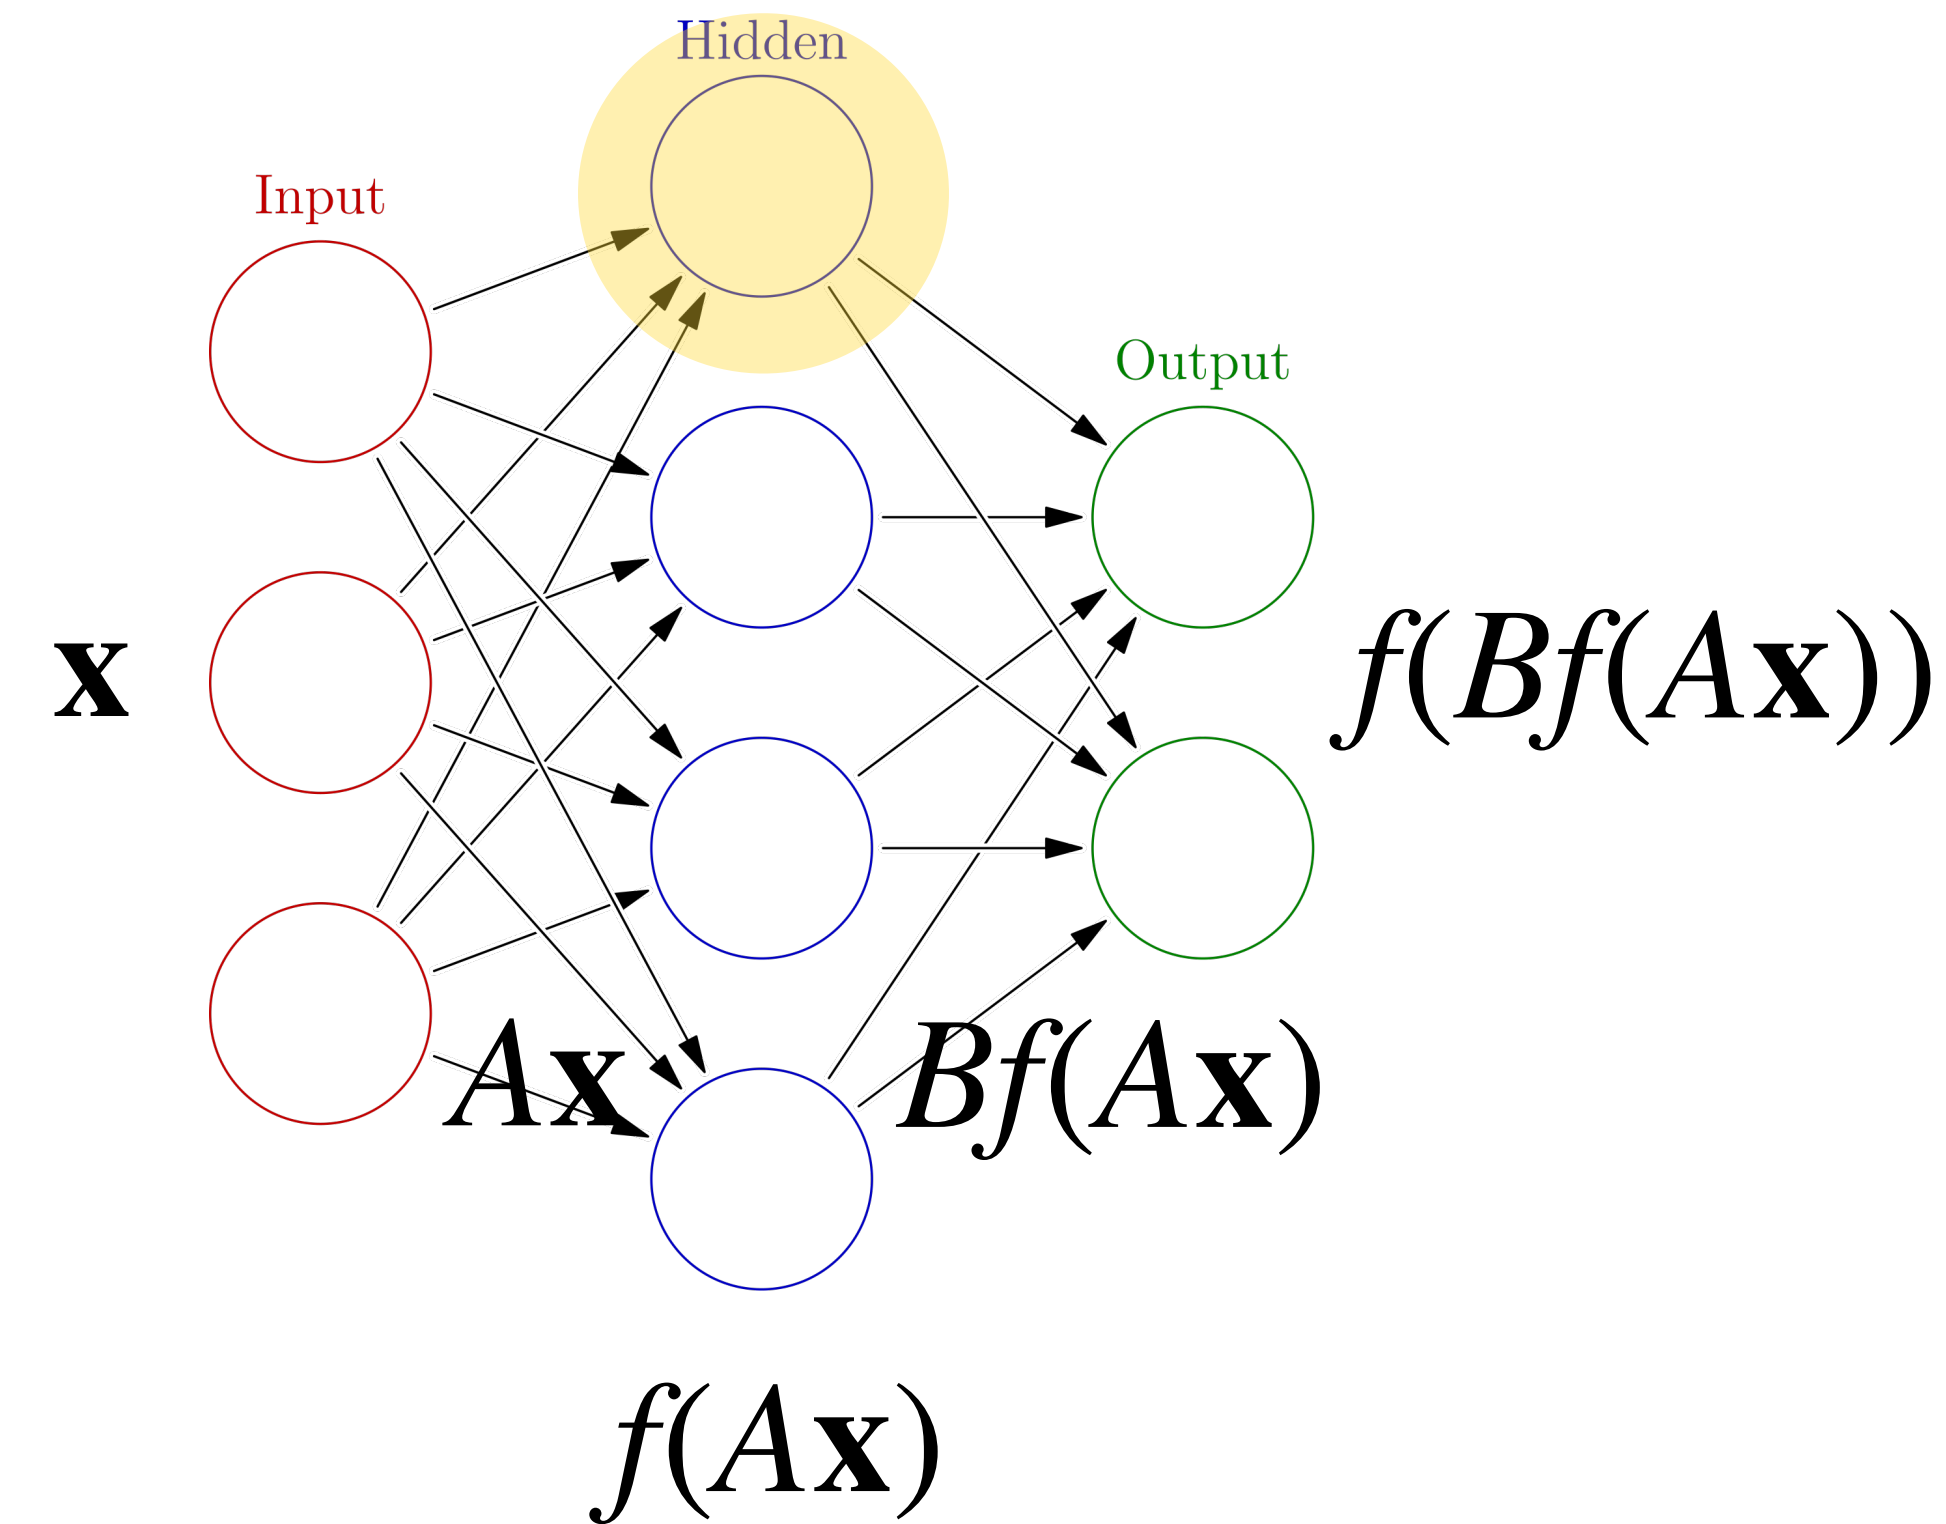 Hidden
Input
Output
x
f(Bf(Ax))
Ax
Bf(Ax)
f(Ax)